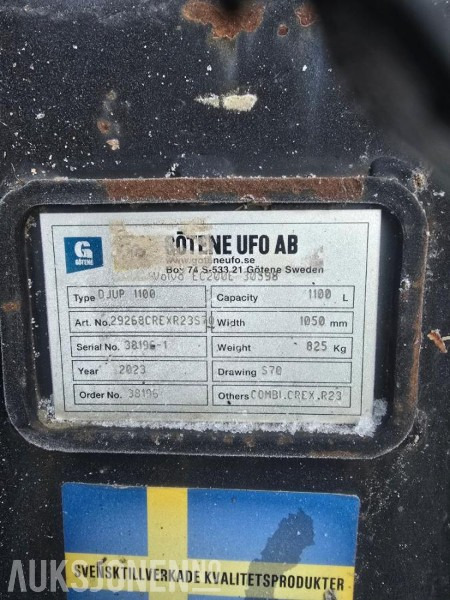 G
GÖTENE
GÖTENE UFO AB
www.goteneufo.se
Box 74 S-533 21 Götene Sweden
Volvo EC200E 30598
Type DJUP 1100
Capacity 1100 L
Art. No. 29268CREXR23S70
Width 1050 mm
Serial No. 38196-1
Weight 825 Kg
Year 2023
Drawing S70
Order No. 38196
Others COMBI.CREX.R23
SVENSKTILLVERKADE KVALITETSPRODUKTER
AUKSJONEN.NO